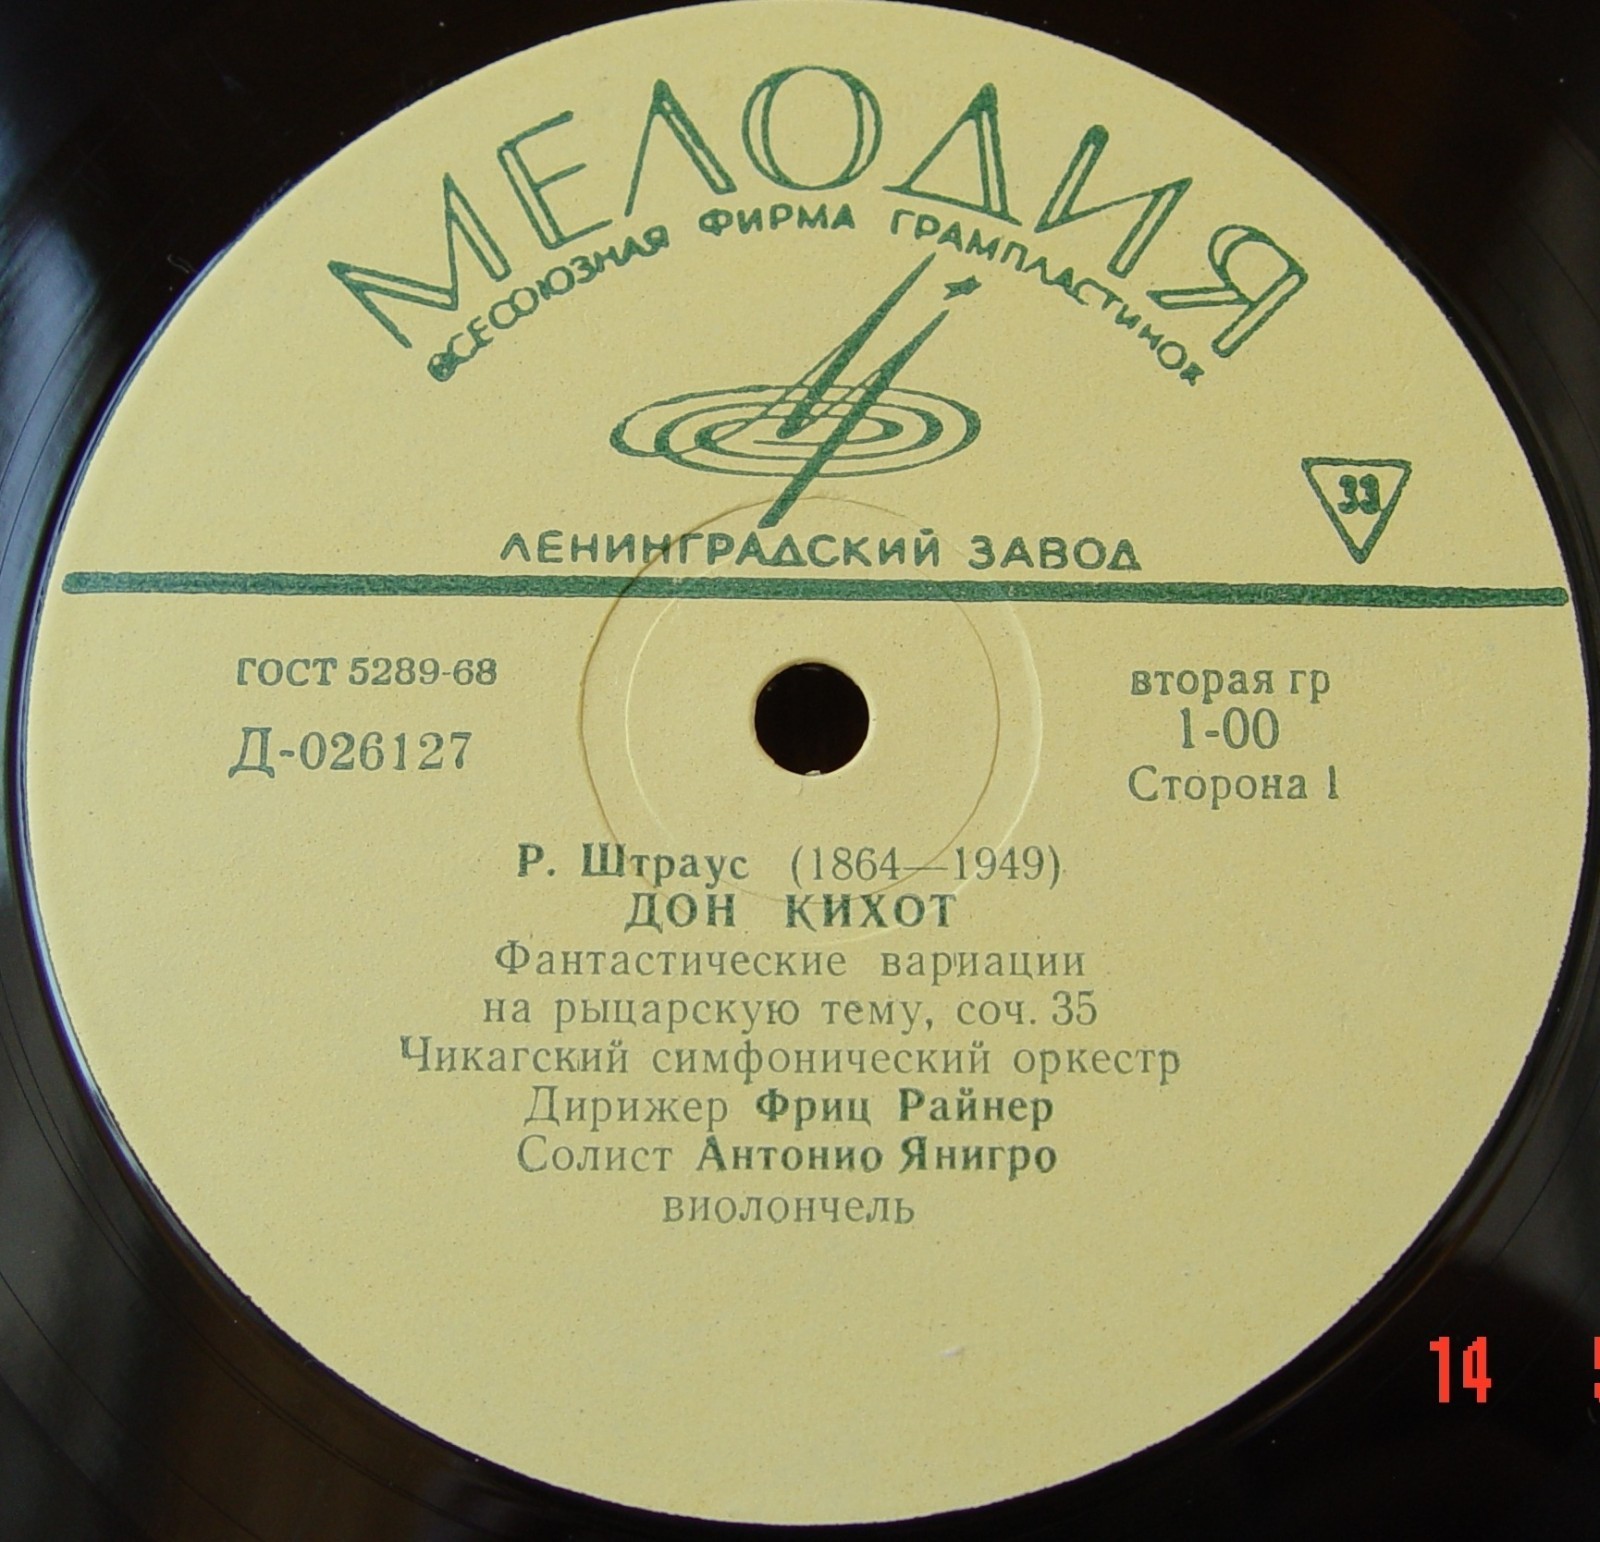 МЕЛОДИЯ
ВСЕСОЮЗНАЯ ФИРМА ГРАМПЛАСТИНОК
33
ЛЕНИНГРАДСКИЙ ЗАВОД
ГОСТ 5289-68
вторая гр
Д-026127
1-00
Сторона 1
Р. Штраус (1864—1949)
ДОН КИХОТ
Фантастические вариации
на рыцарскую тему, соч. 35
Чикагский симфонический оркестр
Дирижер Фриц Райнер
Солист Антонио Янигро
виолончель
14